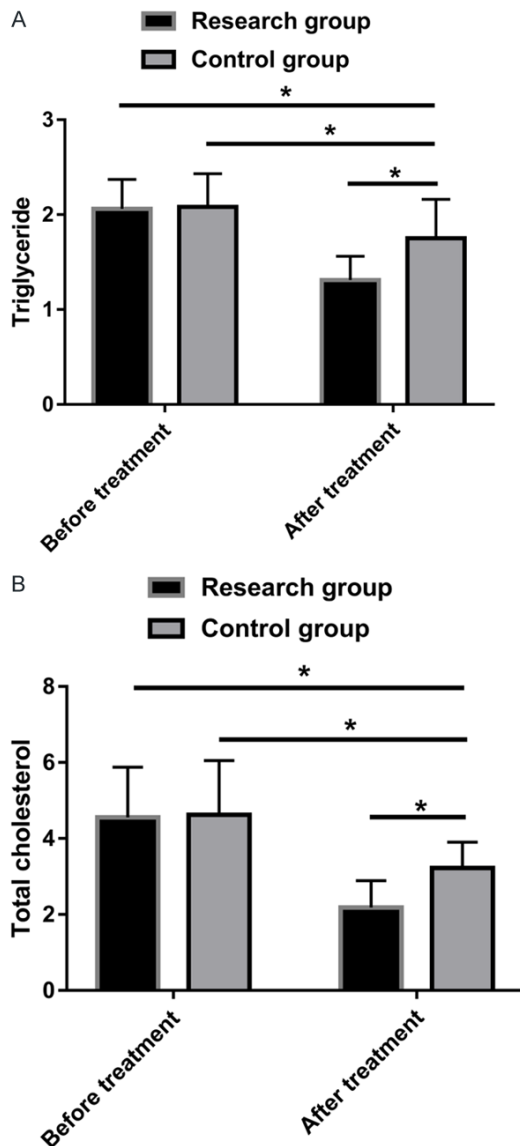 A
Research group
Control group
*
*
*
3
2
1
0
Triglyceride
Before treatment
After treatment
B
Research group
Control group
*
*
*
8
6
4
2
0
Total cholesterol
Before treatment
After treatment